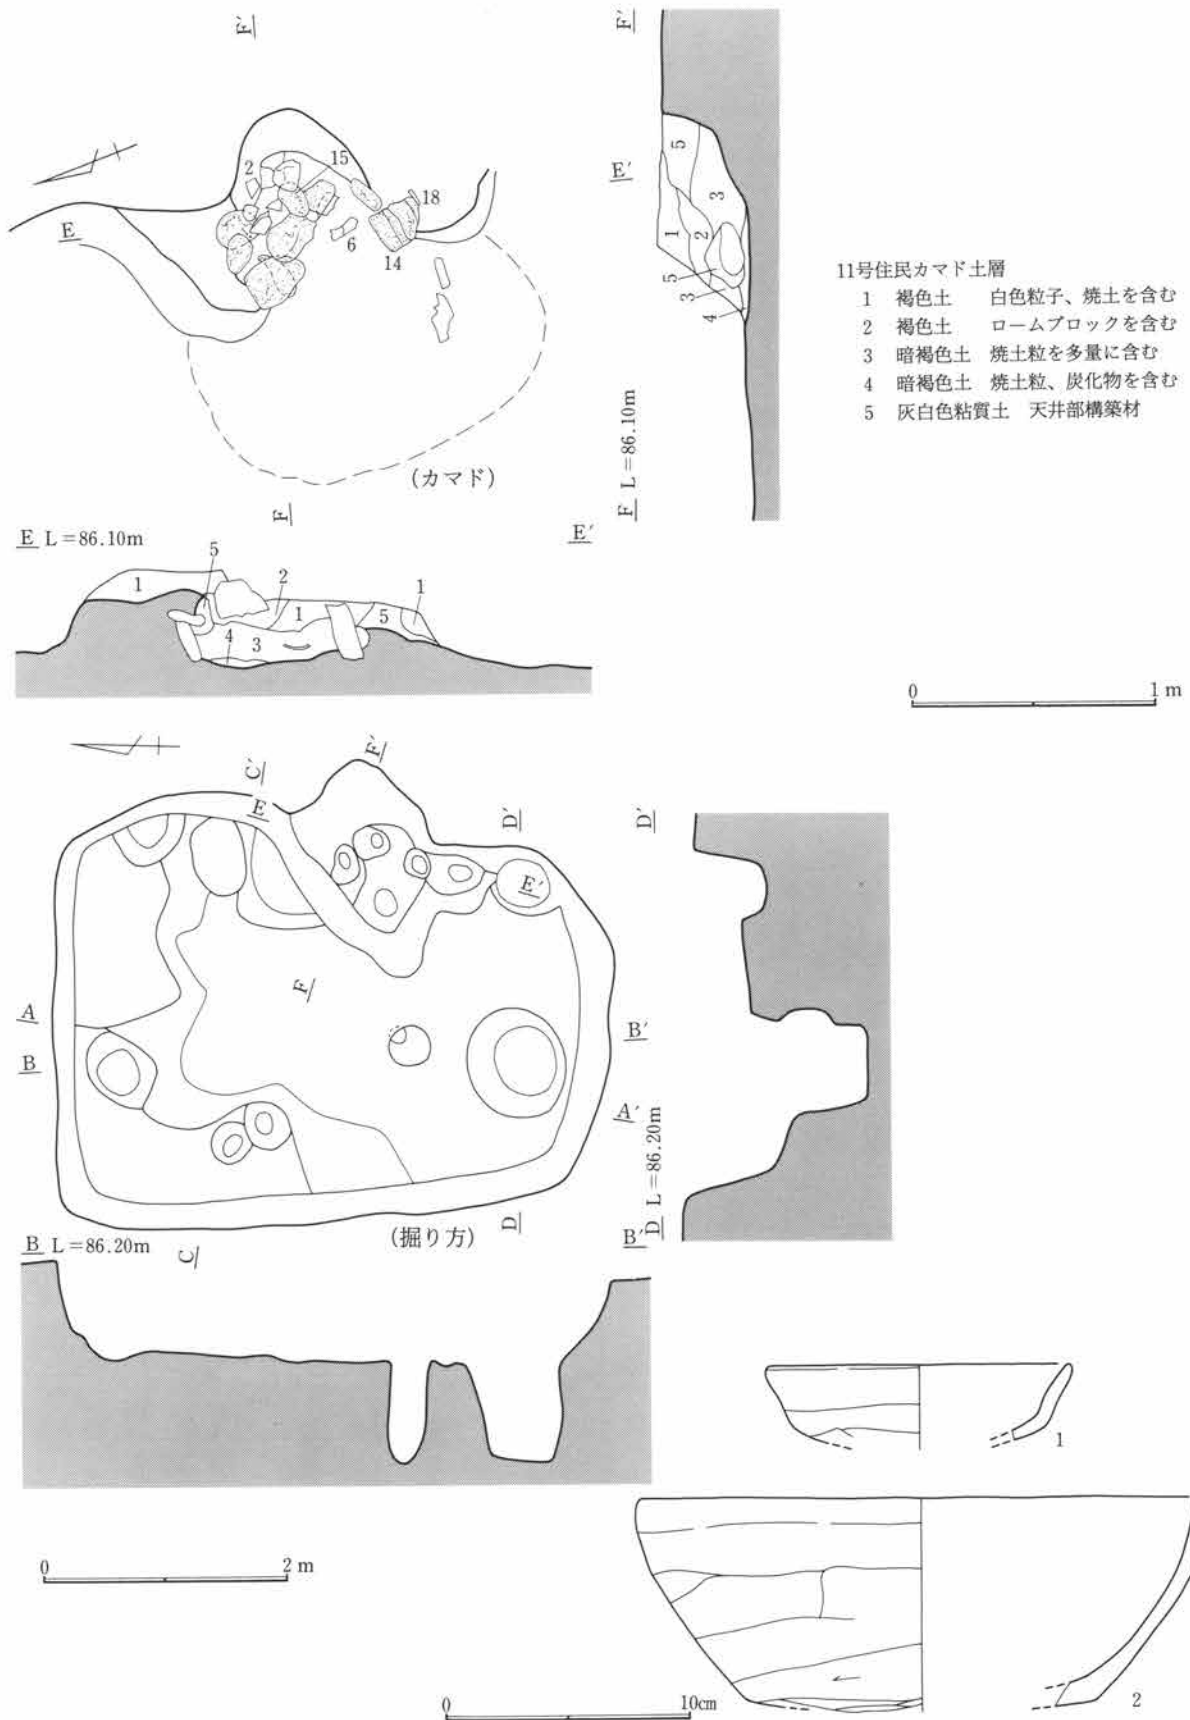 F′
F′
2
15
18
6
14
E
E′
5
3
1
2
5
3
4
11号住民カマド土層
1 褐色土 白色粒子、焼土を含む
2 褐色土 ロームブロックを含む
3 暗褐色土 焼土粒を多量に含む
4 暗褐色土 焼土粒、炭化物を含む
5 灰白色粘質土 天井部構築材
(カマド)
F
F L=86.10m
E L=86.10m
E′
5
1
2
1
5
1
4
3
0 1 m
F′
C′
E
D′
D′
E′
F
A
B′
B
A′
D
(掘り方)
D L=86.20m
B L=86.20m
C
B′
1
0 2 m
2
0 10cm